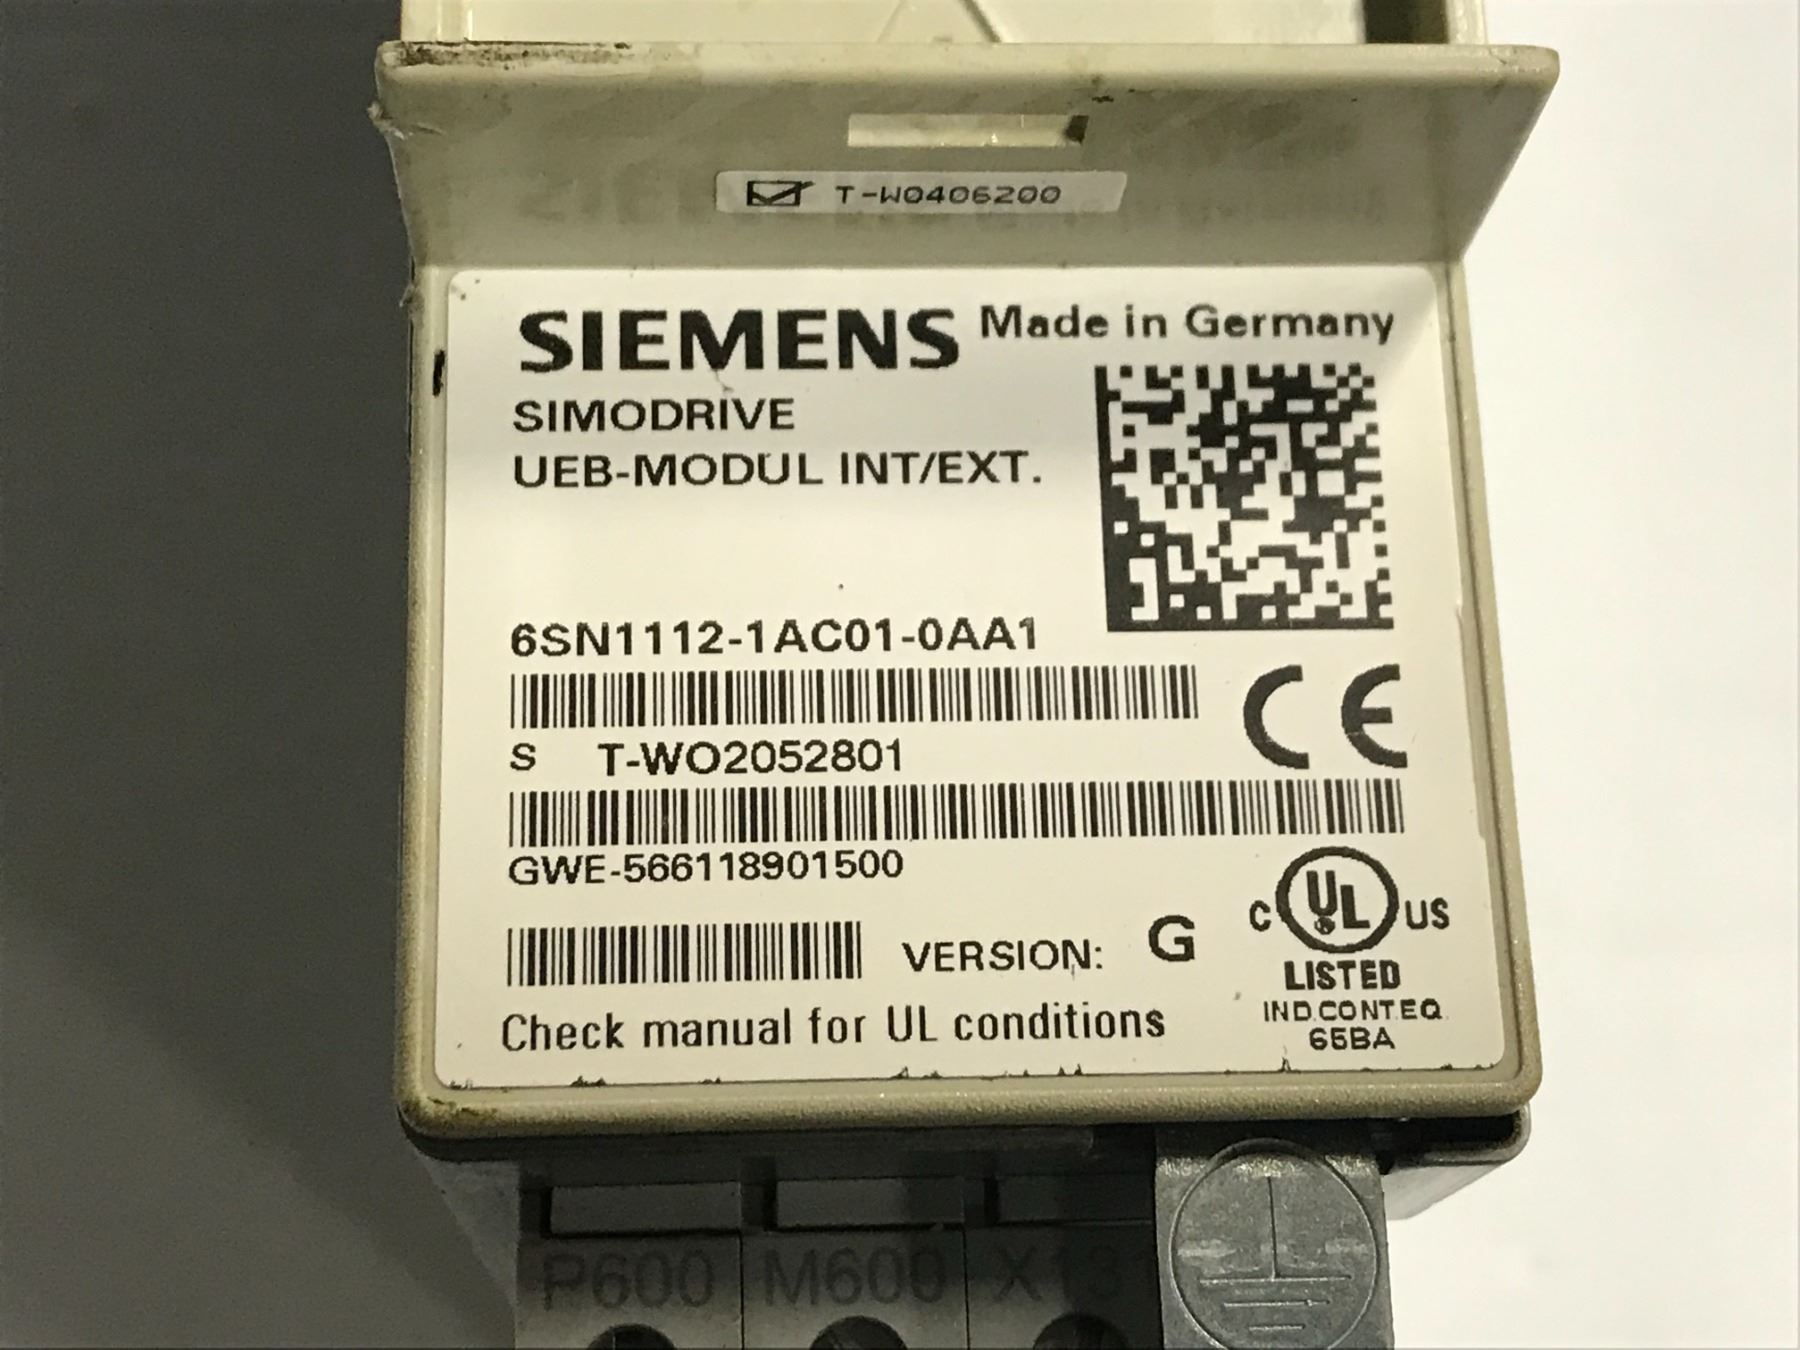 T-W0406200
SIEMENS Made in Germany
SIMODRIVE
UEB-MODUL INT/EXT.
6SN1112-1AC01-0AA1
S T-WO2052801
GWE-566118901500
VERSION: G
C UL US
LISTED
IND.CONT.EQ.
65BA
Check manual for UL conditions
CE
P600 M600 X131